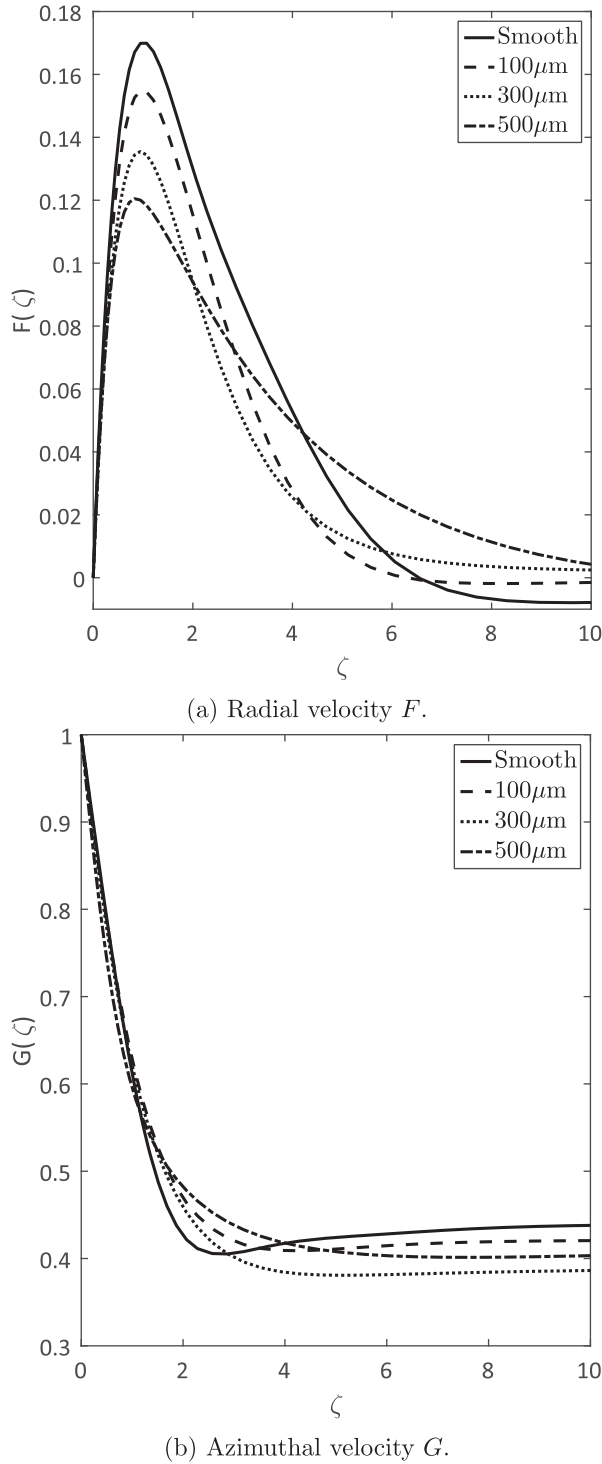 0.18
0.16
0.14
0.12
0.1
0.08
0.06
0.04
0.02
0
F(ζ)
Smooth
100μm
300μm
500μm
0 2 4 6 8 10
ζ
(a) Radial velocity F.
1
0.9
0.8
0.7
0.6
0.5
0.4
0.3
G(ζ)
Smooth
100μm
300μm
500μm
0 2 4 6 8 10
ζ
(b) Azimuthal velocity G.